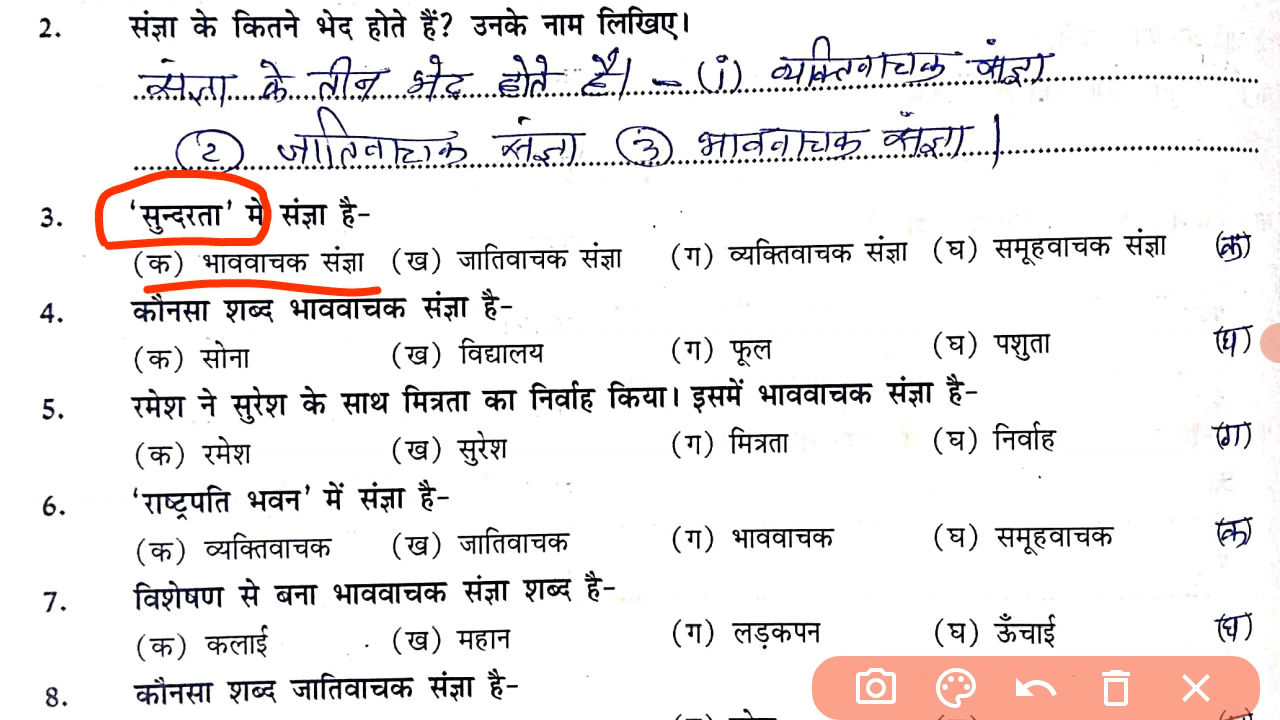 2. संज्ञा के कितने भेद होते हैं? उनके नाम लिखिए।
संज्ञा के तीन भेद होते है। - (i) व्यक्तिवाचक संज्ञा
(2) जातिवाचक संज्ञा (3) भाववाचक संज्ञा |
3. 'सुन्दरता' मे संज्ञा है-
(क) भाववाचक संज्ञा (ख) जातिवाचक संज्ञा (ग) व्यक्तिवाचक संज्ञा (घ) समूहवाचक संज्ञा (क)
4. कौनसा शब्द भाववाचक संज्ञा है-
(क) सोना (ख) विद्यालय (ग) फूल (घ) पशुता (घ)
5. रमेश ने सुरेश के साथ मित्रता का निर्वाह किया। इसमें भाववाचक संज्ञा है-
(क) रमेश (ख) सुरेश (ग) मित्रता (घ) निर्वाह (ग)
6. 'राष्ट्रपति भवन' में संज्ञा है-
(क) व्यक्तिवाचक (ख) जातिवाचक (ग) भाववाचक (घ) समूहवाचक (क)
7. विशेषण से बना भाववाचक संज्ञा शब्द है-
(क) कलाई (ख) महान (ग) लड़कपन (घ) ऊँचाई (घ)
8. कौनसा शब्द जातिवाचक संज्ञा है-